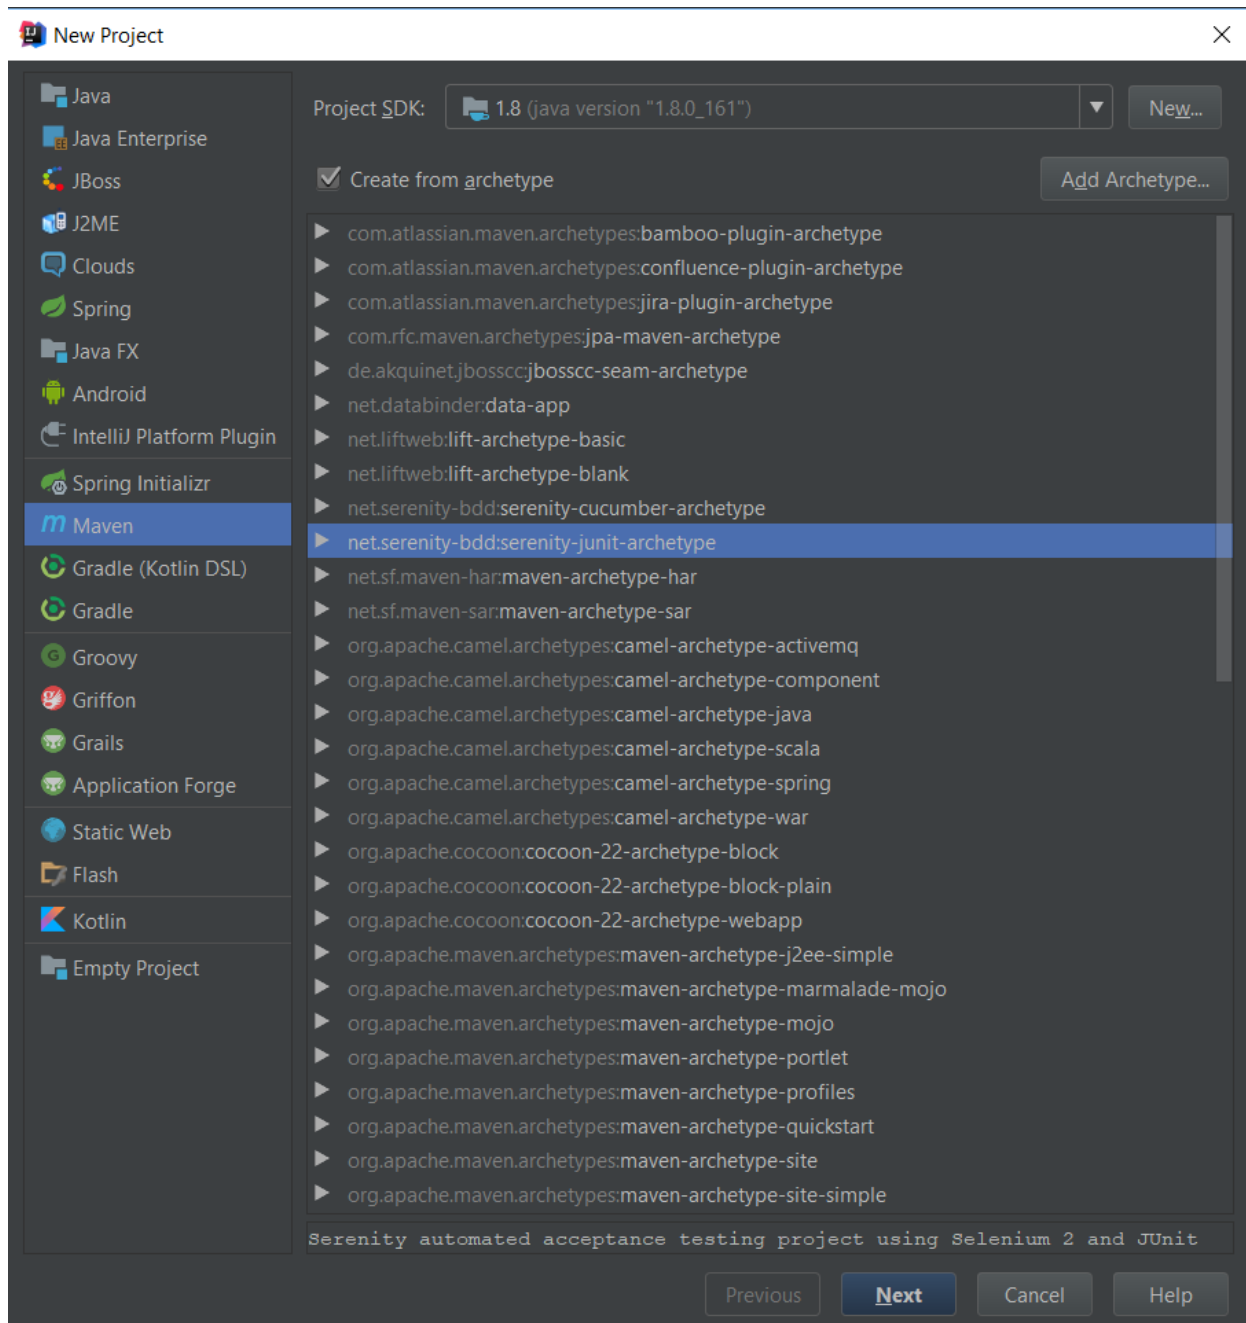 New Project
Java
Java Enterprise
JBoss
J2ME
Clouds
Spring
Java FX
Android
IntelliJ Platform Plugin
Spring Initializr
Maven
Gradle (Kotlin DSL)
Gradle
Groovy
Griffon
Grails
Application Forge
Static Web
Flash
Kotlin
Empty Project
Project SDK: 1.8 (java version "1.8.0_161") New...
Create from archetype Add Archetype...
com.atlassian.maven.archetypes:bamboo-plugin-archetype
com.atlassian.maven.archetypes:confluence-plugin-archetype
com.atlassian.maven.archetypes:jira-plugin-archetype
com.rfc.maven.archetypes:jpa-maven-archetype
de.akquinet.jbosscc:jbosscc-seam-archetype
net.databinder:data-app
net.liftweb:lift-archetype-basic
net.liftweb:lift-archetype-blank
net.serenity-bdd:serenity-cucumber-archetype
net.serenity-bdd:serenity-junit-archetype
net.sf.maven-har:maven-archetype-har
net.sf.maven-sar:maven-archetype-sar
org.apache.camel.archetypes:camel-archetype-activemq
org.apache.camel.archetypes:camel-archetype-component
org.apache.camel.archetypes:camel-archetype-java
org.apache.camel.archetypes:camel-archetype-scala
org.apache.camel.archetypes:camel-archetype-spring
org.apache.camel.archetypes:camel-archetype-war
org.apache.cocoon:cocoon-22-archetype-block
org.apache.cocoon:cocoon-22-archetype-block-plain
org.apache.cocoon:cocoon-22-archetype-webapp
org.apache.maven.archetypes:maven-archetype-j2ee-simple
org.apache.maven.archetypes:maven-archetype-marmalade-mojo
org.apache.maven.archetypes:maven-archetype-mojo
org.apache.maven.archetypes:maven-archetype-portlet
org.apache.maven.archetypes:maven-archetype-profiles
org.apache.maven.archetypes:maven-archetype-quickstart
org.apache.maven.archetypes:maven-archetype-site
org.apache.maven.archetypes:maven-archetype-site-simple
Serenity automated acceptance testing project using Selenium 2 and JUnit
Previous Next Cancel Help